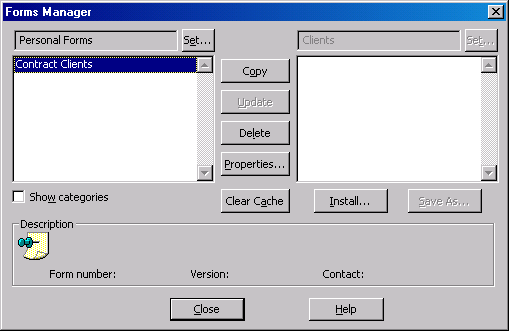 Forms Manager
Personal Forms Set... Clients Set...
Contract Clients
Copy
Update
Delete
Properties...
Show categories Clear Cache Install... Save As...
Description
Form number: Version: Contact:
Close Help